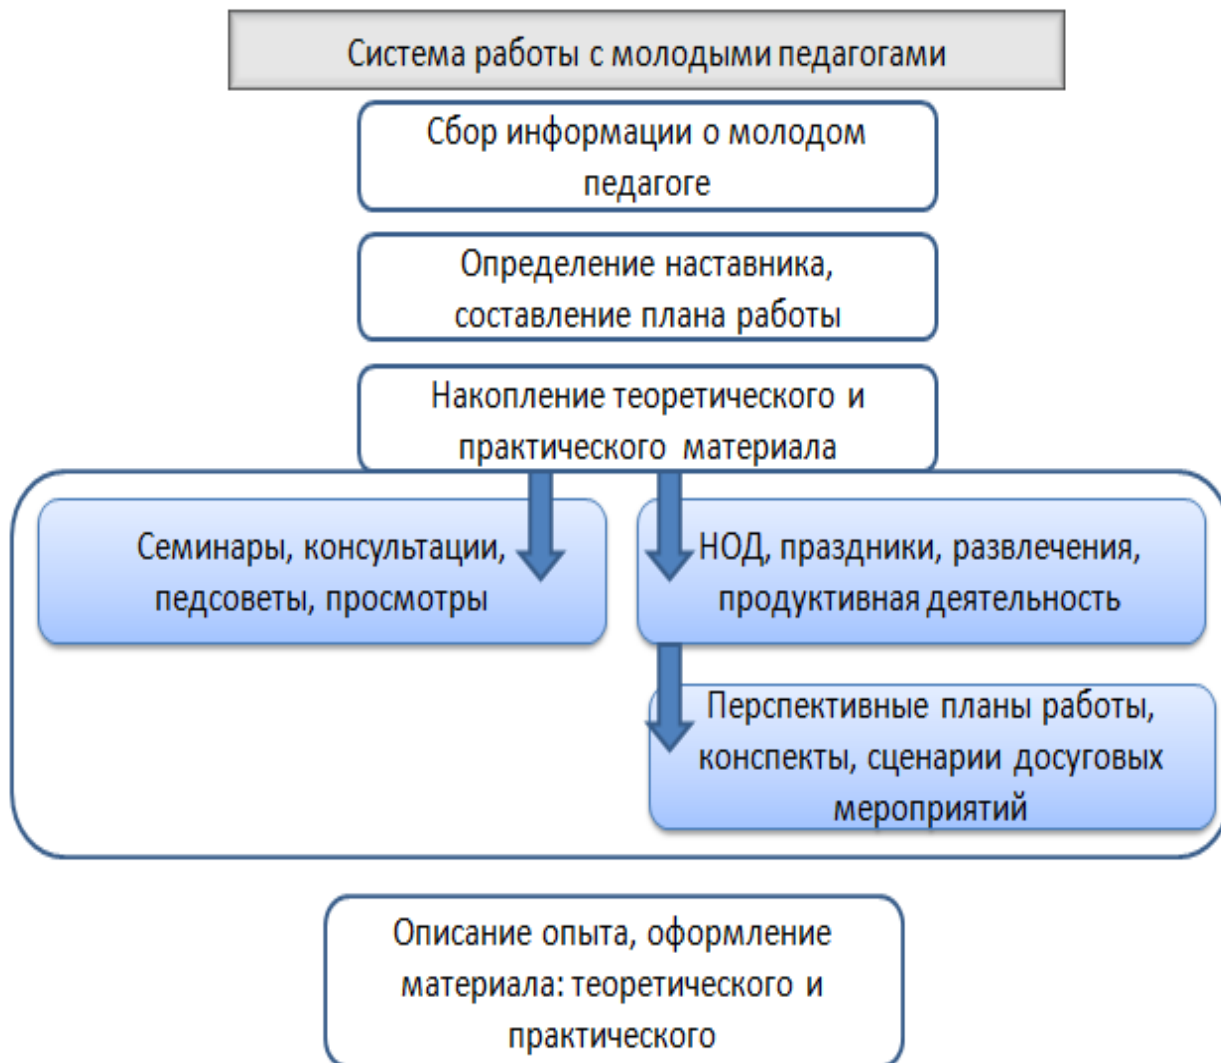 Система работы с молодыми педагогами
Сбор информации о молодом
педагоге
Определение наставника,
составление плана работы
Накопление теоретического и
практического материала
Семинары, консультации,
педсоветы, просмотры
НОД, праздники, развлечения,
продуктивная деятельность
Перспективные планы работы,
конспекты, сценарии досуговых
мероприятий
Описание опыта, оформление
материала: теоретического и
практического